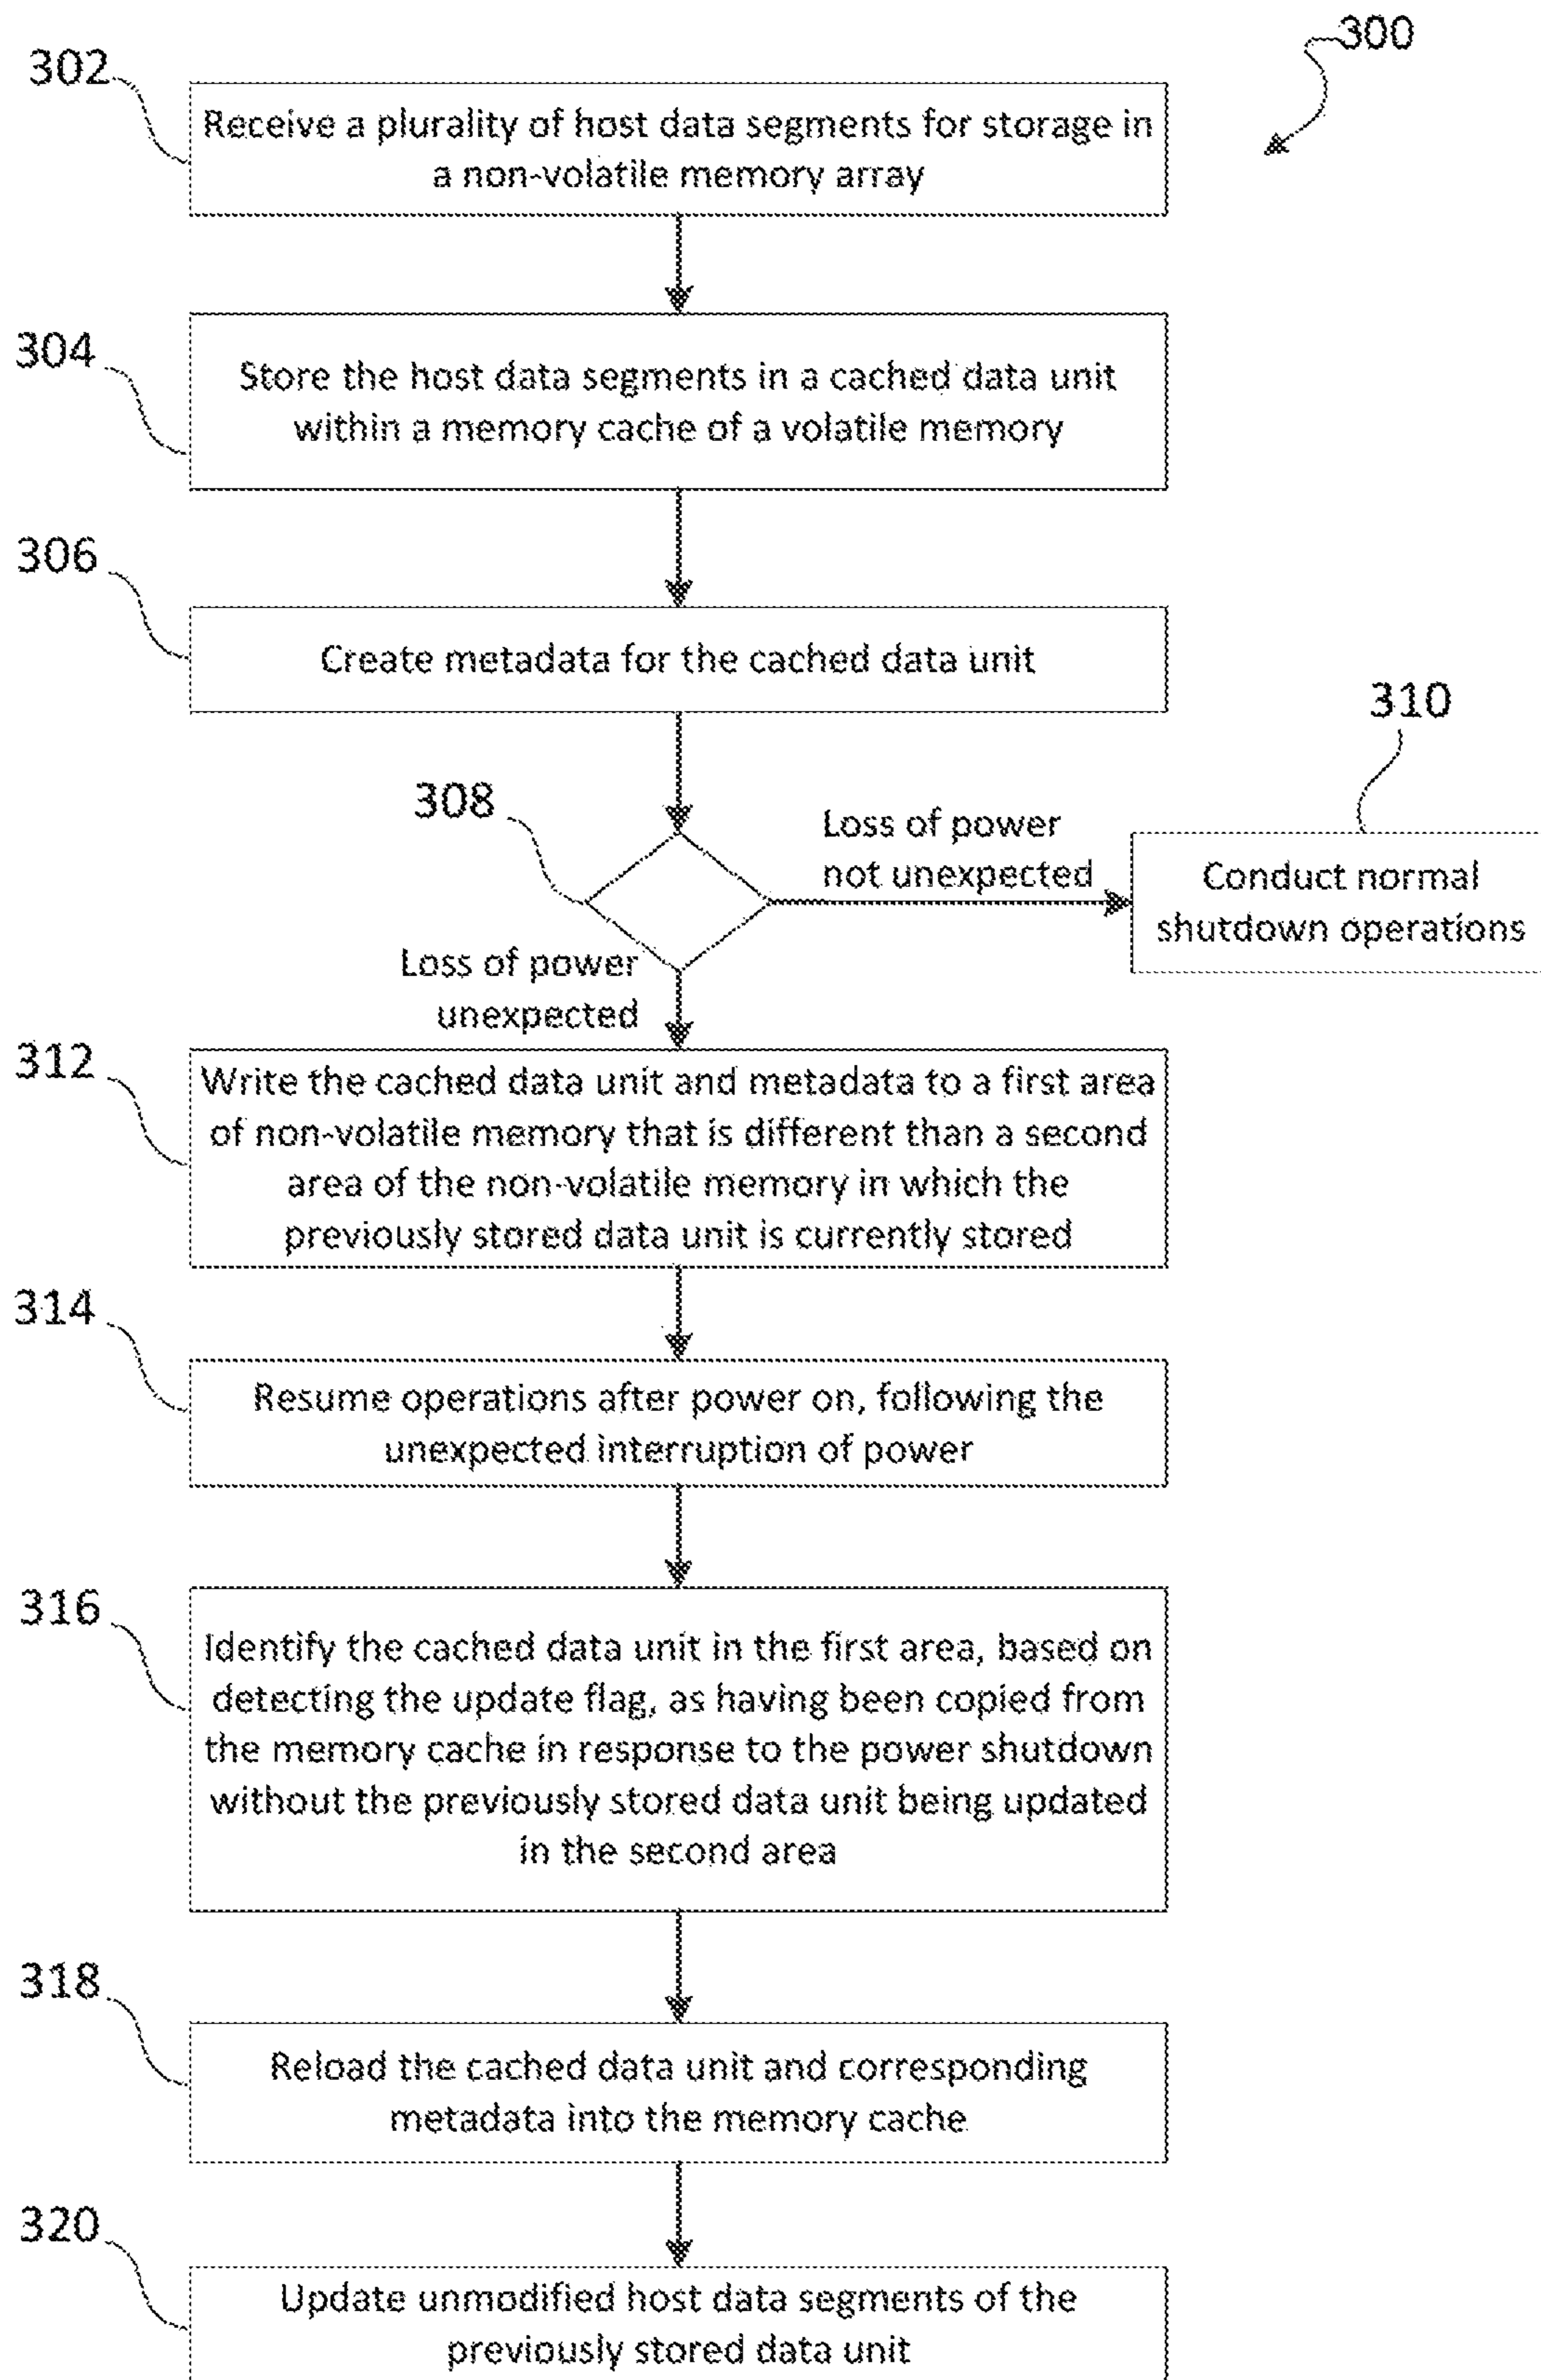 300
302
Receive a plurality of host data segments for storage in
a non-volatile memory array
304
Store the host data segments in a cached data unit
within a memory cache of a volatile memory
306
Create metadata for the cached data unit
310
308
Loss of power
not unexpected
Conduct normal
shutdown operations
Loss of power
unexpected
312
Write the cached data unit and metadata to a first area
of non-volatile memory that is different than a second
area of the non-volatile memory in which the
previously stored data unit is currently stored
314
Resume operations after power on, following the
unexpected interruption of power
316
Identify the cached data unit in the first area, based on
detecting the update flag, as having been copied from
the memory cache in response to the power shutdown
without the previously stored data unit being updated
in the second area
318
Reload the cached data unit and corresponding
metadata into the memory cache
320
Update unmodified host data segments of the
previously stored data unit